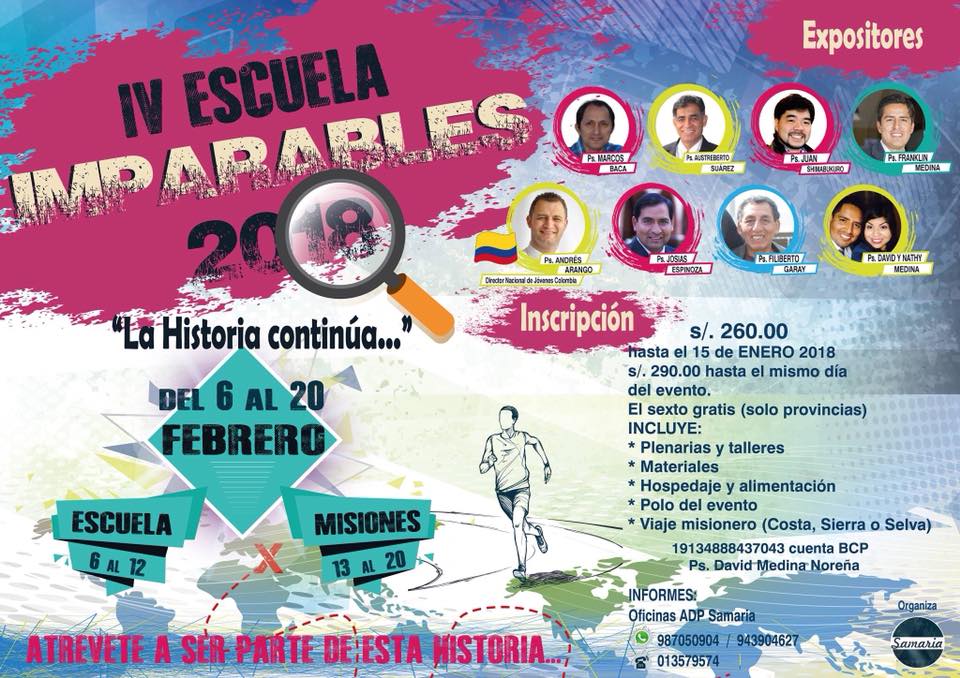 IV ESCUELA
IMPARABLES
2018
"La Historia continúa..."
DEL 6 AL 20
FEBRERO
ESCUELA
6 AL 12
MISIONES
13 AL 20
X
ATREVETE A SER PARTE DE ESTA HISTORIA...
Expositores
Ps. MARCOS
BACA
Ps. AUSTREBERTO
SUÁREZ
Ps. JUAN
SHIMABUKURO
Ps. FRANKLIN
MEDINA
Ps. ANDRÉS
ARANGO
Director Nacional de Jóvenes Colombia
Ps. JOSIAS
ESPINOZA
Ps. FILIBERTO
GARAY
Ps. DAVID Y NATHY
MEDINA
Inscripción
s/. 260.00
hasta el 15 de ENERO 2018
s/. 290.00 hasta el mismo día
del evento.
El sexto gratis (solo provincias)
INCLUYE:
* Plenarias y talleres
* Materiales
* Hospedaje y alimentación
* Polo del evento
* Viaje misionero (Costa, Sierra o Selva)
19134888437043 cuenta BCP
Ps. David Medina Noreña
INFORMES:
Oficinas ADP Samaria
987050904 / 943904627
013579574
Organiza
Samaria